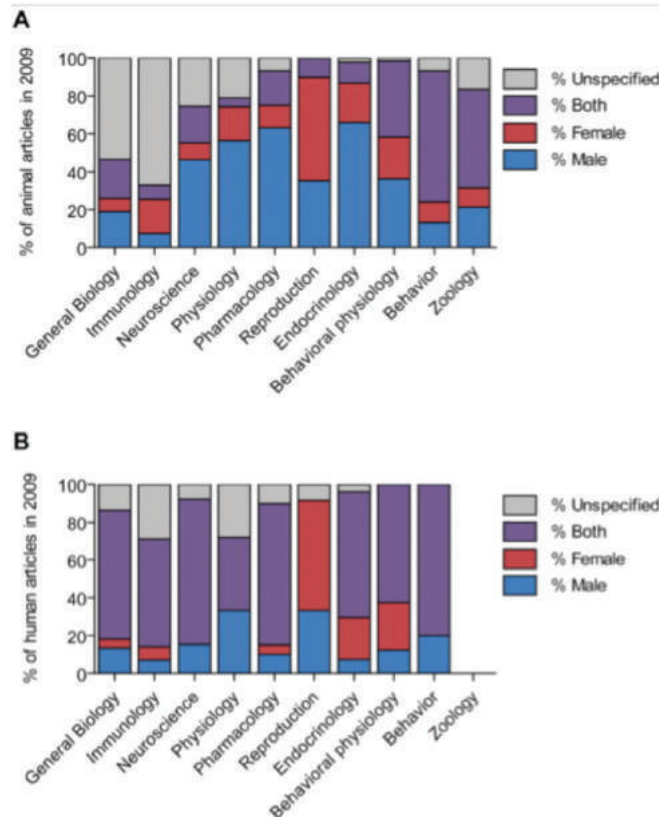 A
% of animal articles in 2009
100
80
60
40
20
0
% Unspecified
% Both
% Female
% Male
General Biology
Immunology
Neuroscience
Physiology
Pharmacology
Reproduction
Endocrinology
Behavioral physiology
Behavior
Zoology
B
% of human articles in 2009
100
80
60
40
20
0
% Unspecified
% Both
% Female
% Male
General Biology
Immunology
Neuroscience
Physiology
Pharmacology
Reproduction
Endocrinology
Behavioral physiology
Behavior
Zoology